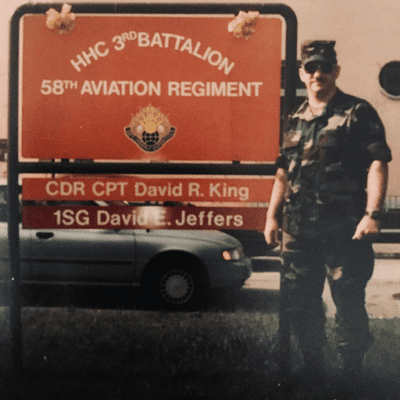 HHC 3RD BATTALION
58TH AVIATION REGIMENT
CDR CPT David R. King
1SG David E. Jeffers